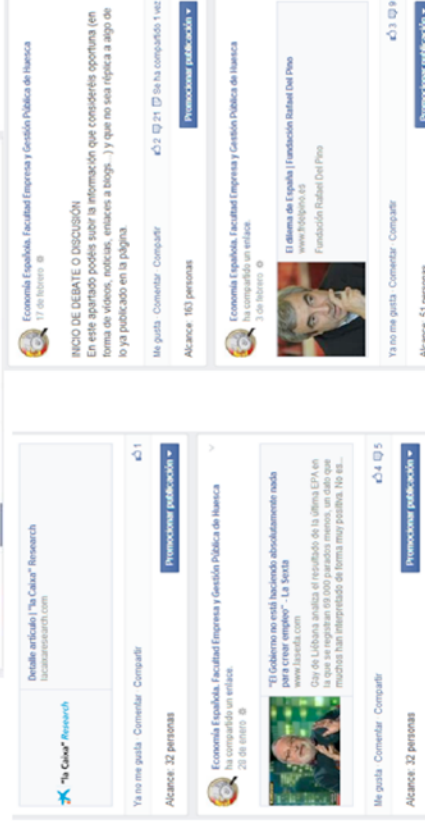 Detalle artículo | "la Caixa" Research
lacaixaresearch.com
"la Caixa" Research
Ya no me gusta · Comentar · Compartir
1
Alcance: 32 personas
Promocionar publicación
Economía Española. Facultad Empresa y Gestión Pública de Huesca
ha compartido un enlace.
29 de enero
"El Gobierno no está haciendo absolutamente nada
para crear empleo" - La Sexta
www.lasexta.com
Gay de Liébana analiza el resultado de la última EPA en
la que se registran 69.000 parados menos, un dato que
muchos han interpretado de forma muy positiva. No es...
Me gusta · Comentar · Compartir
4 5
Alcance: 32 personas
Promocionar publicación
Economía Española. Facultad Empresa y Gestión Pública de Huesca
17 de febrero
INICIO DE DEBATE O DISCUSIÓN
En este apartado podéis subir la información que consideréis oportuna (en
forma de vídeos, noticias, enlaces a blogs...) y que no sea réplica a algo de
lo ya publicado en la página.
Me gusta · Comentar · Compartir
2 21 Se ha compartido 1 vez
Alcance: 163 personas
Promocionar publicación
Economía Española. Facultad Empresa y Gestión Pública de Huesca
ha compartido un enlace.
3 de febrero
El dilema de España | Fundación Rafael Del Pino
www.frdelpino.es
Fundación Rafael Del Pino
Ya no me gusta · Comentar · Compartir
3 9
Alcance: 51 personas
Promocionar publicación